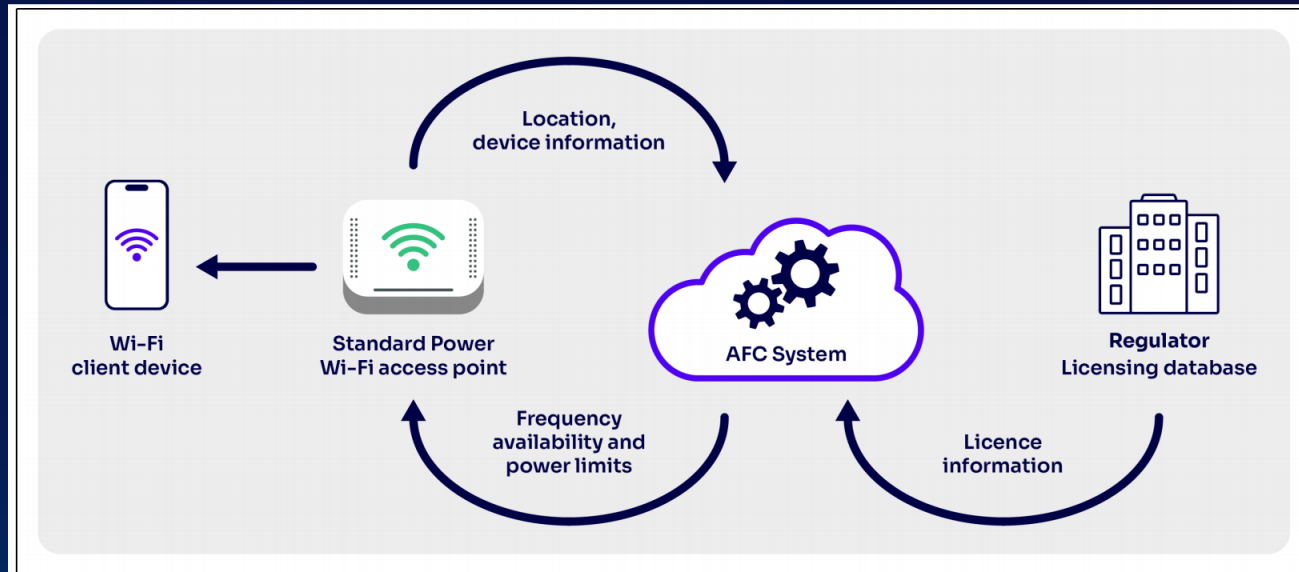 Location,
device information
Wi-Fi
client device
Standard Power
Wi-Fi access point
AFC System
Regulator
Licensing database
Frequency
availability and
power limits
Licence
information